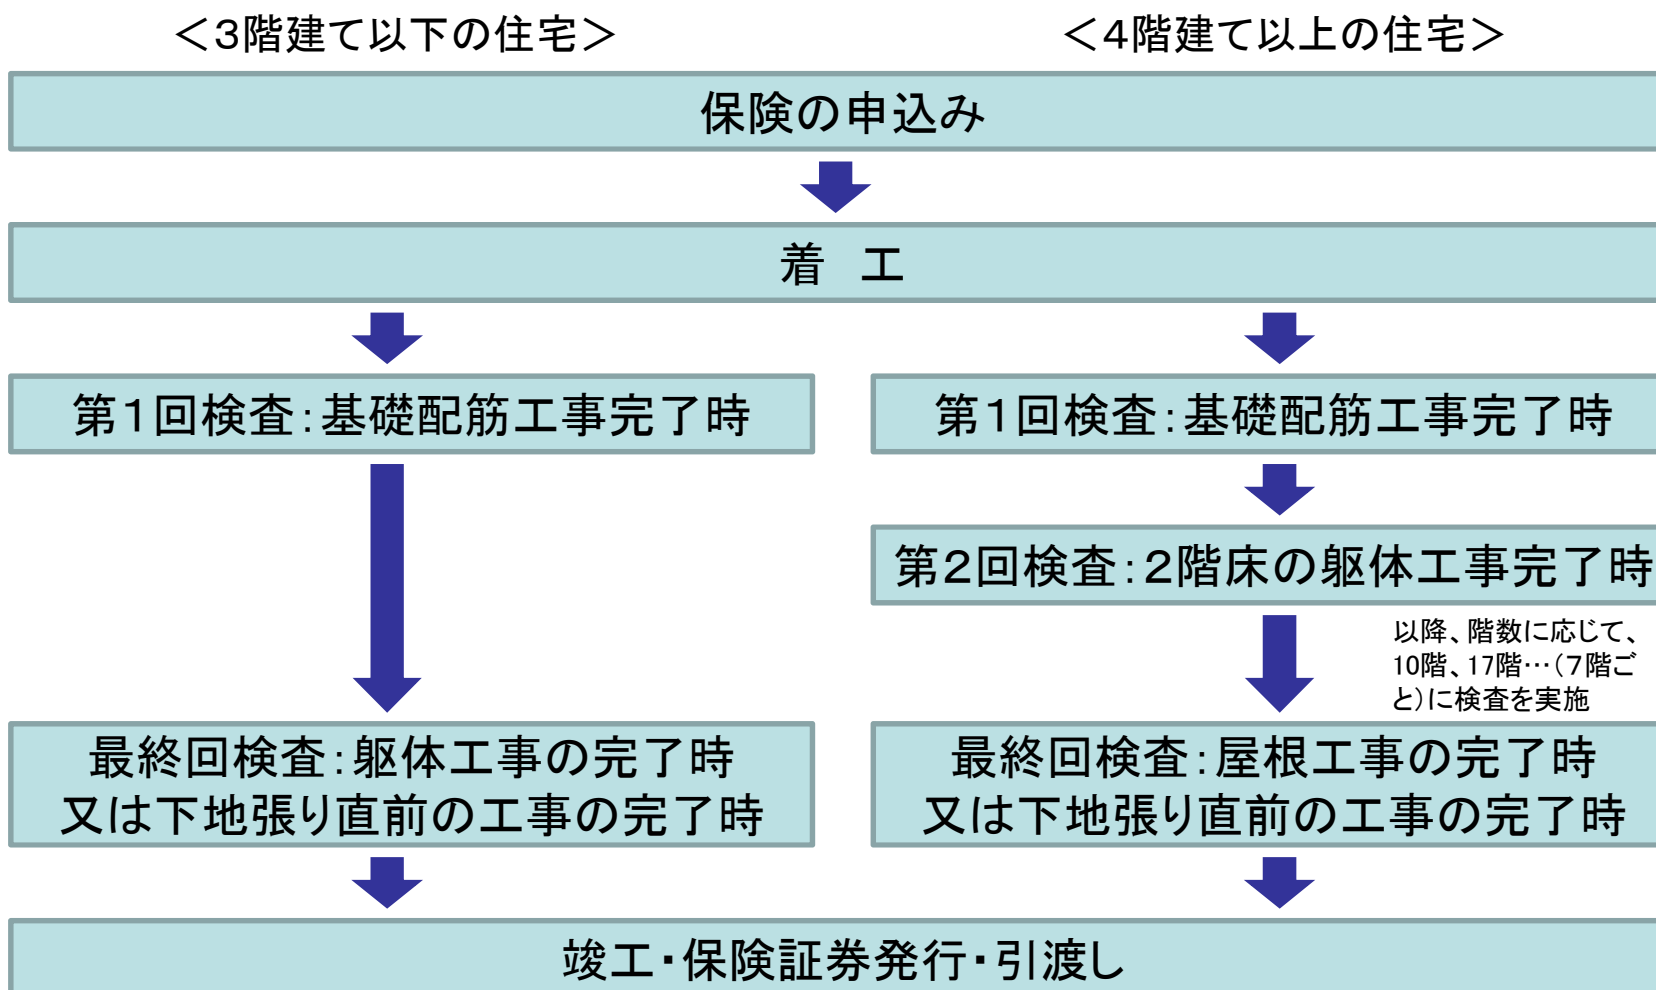 ＜３階建て以下の住宅＞
＜４階建て以上の住宅＞
保険の申込み
着　工
第１回検査：基礎配筋工事完了時
第１回検査：基礎配筋工事完了時
第２回検査：２階床の躯体工事完了時
以降、階数に応じて、
10階、17階…（７階ご
と）に検査を実施
最終回検査：躯体工事の完了時
又は下地張り直前の工事の完了時
最終回検査：屋根工事の完了時
又は下地張り直前の工事の完了時
竣工・保険証券発行・引渡し